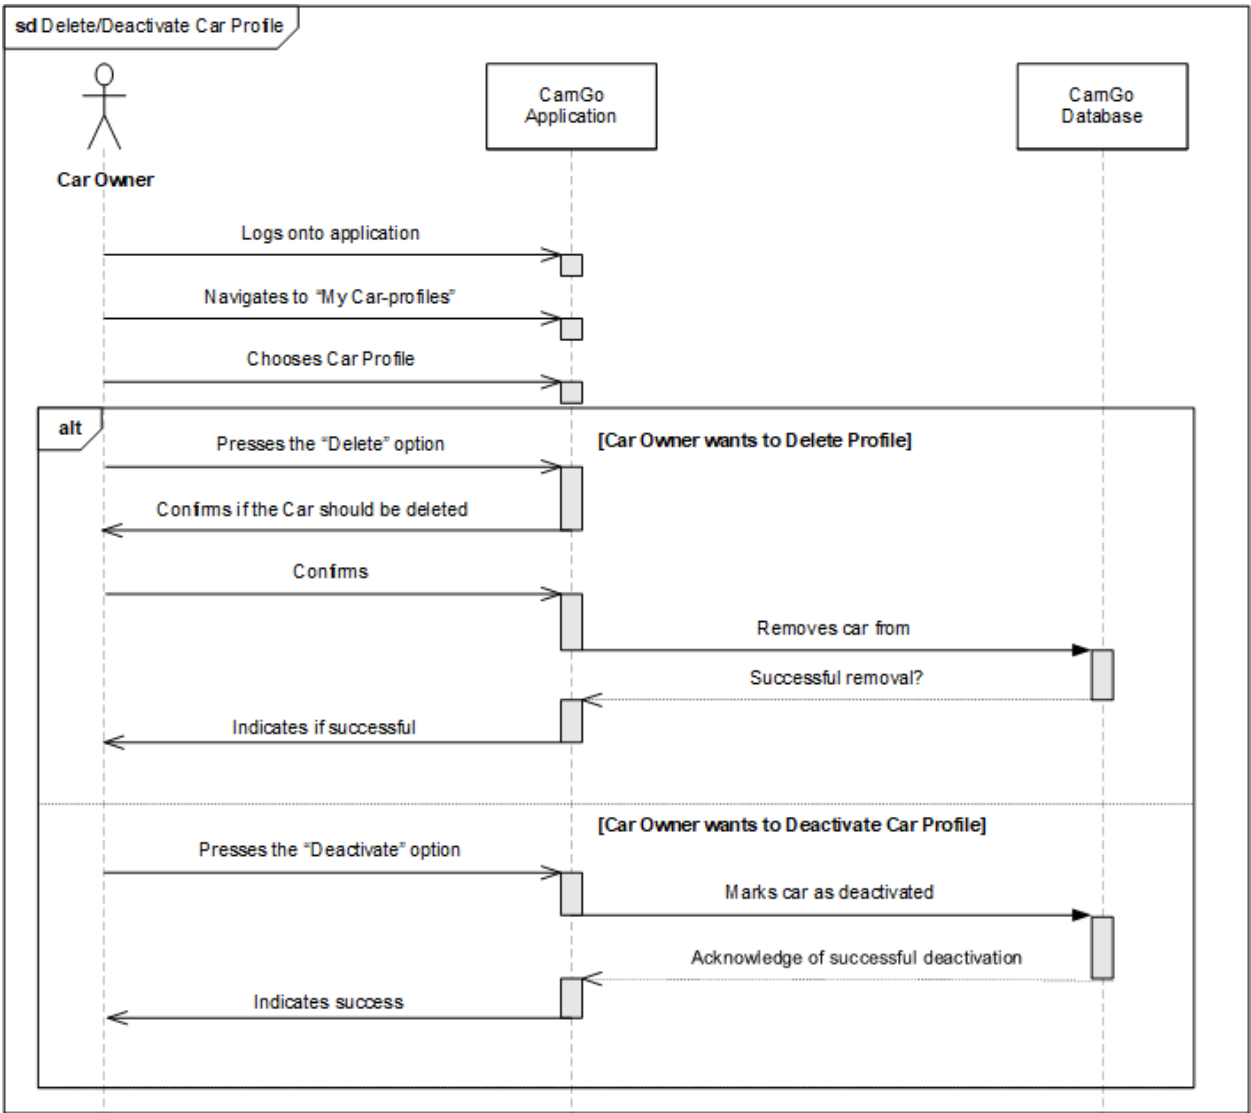 sd Delete/Deactivate Car Profile
CamGo
Application
CamGo
Database
Car Owner
Logs onto application
Navigates to “My Car-profiles”
Chooses Car Profile
alt
Presses the “Delete” option
[Car Owner wants to Delete Profile]
Confirms if the Car should be deleted
Confirms
Removes car from
Successful removal?
Indicates if successful
[Car Owner wants to Deactivate Car Profile]
Presses the “Deactivate” option
Marks car as deactivated
Acknowledge of successful deactivation
Indicates success